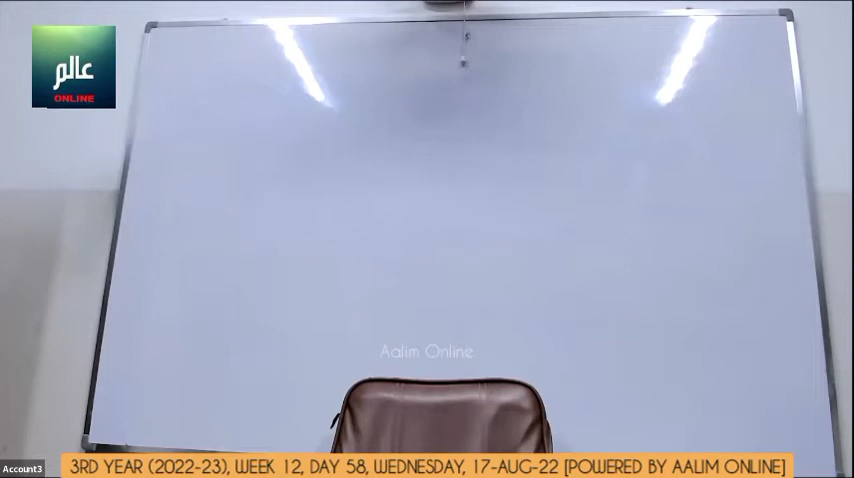 عالم
ONLINE
Aalim Online
Account3
3RD YEAR (2022-23), WEEK 12, DAY 58, WEDNESDAY, 17-AUG-22 [POWERED BY AALIM ONLINE]